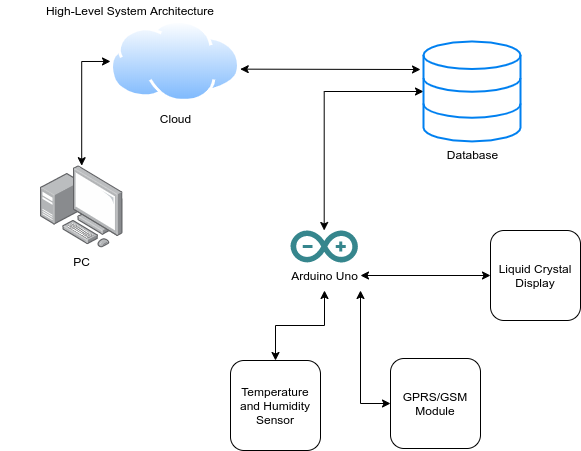 High-Level System Architecture
Cloud
Database
PC
Arduino Uno
Liquid Crystal
Display
Temperature
and Humidity
Sensor
GPRS/GSM
Module